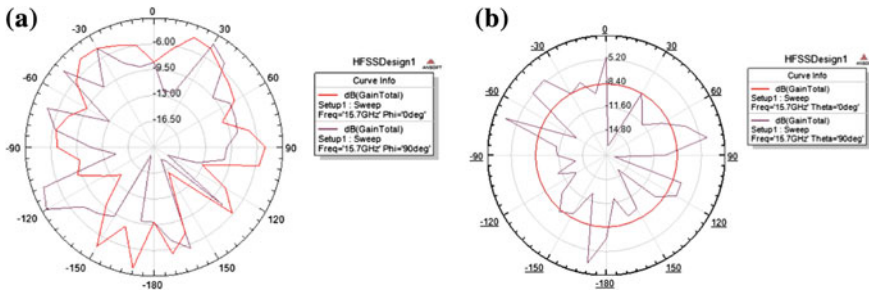 (a)
0
-30
30
-6.00
-60
60
-9.50
-13.00
-16.50
-90
90
-120
120
-150
150
-180
HFSSDesign1
ANSOFT
Curve Info
dB(GainTotal)
Setup1 : Sweep
Freq='15.7GHz' Phi='0deg'
dB(GainTotal)
Setup1 : Sweep
Freq='15.7GHz' Phi='90deg'
(b)
0
-30
30
-5.20
-60
60
-8.40
-11.60
-14.80
-90
90
-120
120
-150
150
-180
HFSSDesign1
ANSOFT
Curve Info
dB(GainTotal)
Setup1 : Sweep
Freq='15.7GHz' Theta='0deg'
dB(GainTotal)
Setup1 : Sweep
Freq='15.7GHz' Theta='90deg'